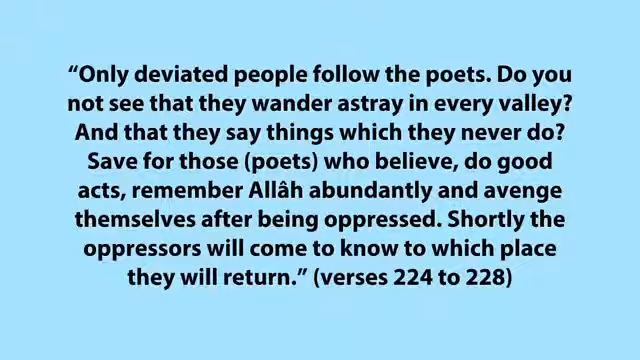 “Only deviated people follow the poets. Do you
not see that they wander astray in every valley?
And that they say things which they never do?
Save for those (poets) who believe, do good
acts, remember Allâh abundantly and avenge
themselves after being oppressed. Shortly the
oppressors will come to know to which place
they will return.” (verses 224 to 228)